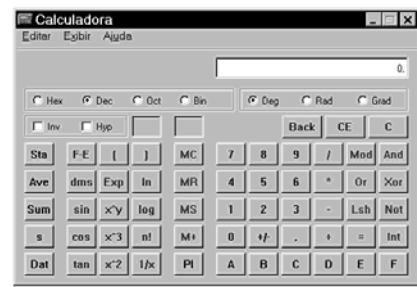 Calculadora
Editar Exibir Ajuda
0.
Hex Dec Oct Bin Deg Rad Grad
Inv Hyp Back CE C
Sta F-E ( ) MC 7 8 9 / Mod And
Ave dms Exp ln MR 4 5 6 * Or Xor
Sum sin x^y log MS 1 2 3 - Lsh Not
s cos x^3 n! M+ 0 +/- . + = Int
Dat tan x^2 1/x PI A B C D E F